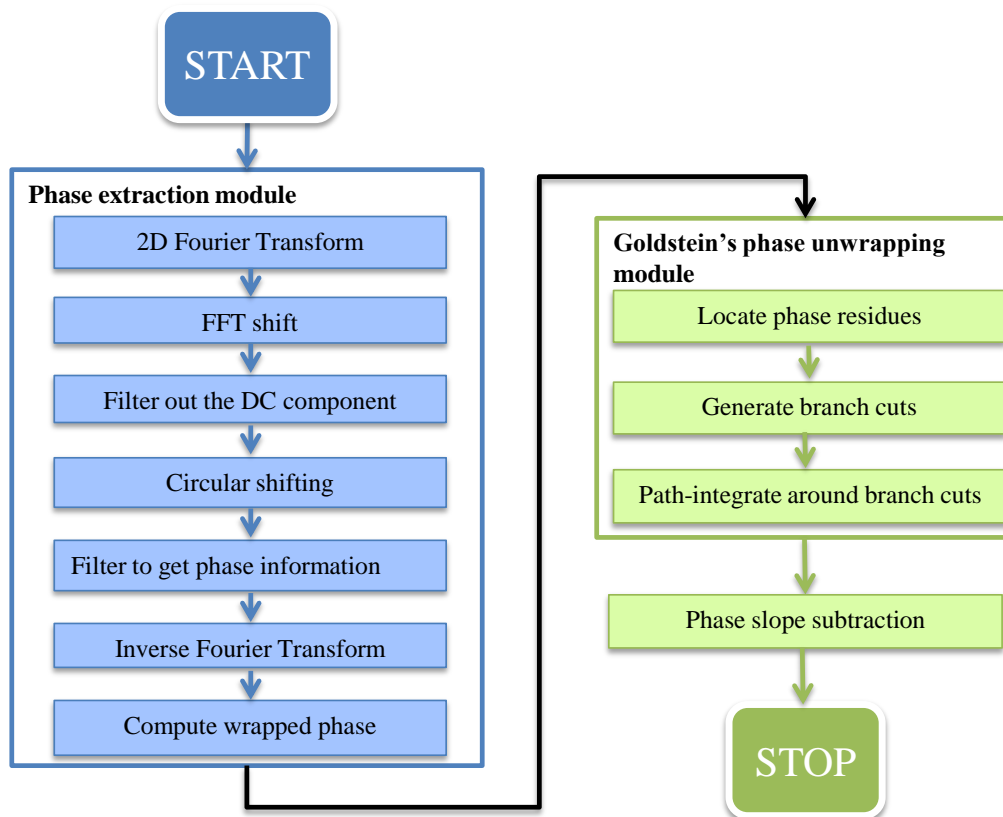 START
Phase extraction module
2D Fourier Transform
FFT shift
Filter out the DC component
Circular shifting
Filter to get phase information
Inverse Fourier Transform
Compute wrapped phase
Goldstein’s phase unwrapping
module
Locate phase residues
Generate branch cuts
Path-integrate around branch cuts
Phase slope subtraction
STOP